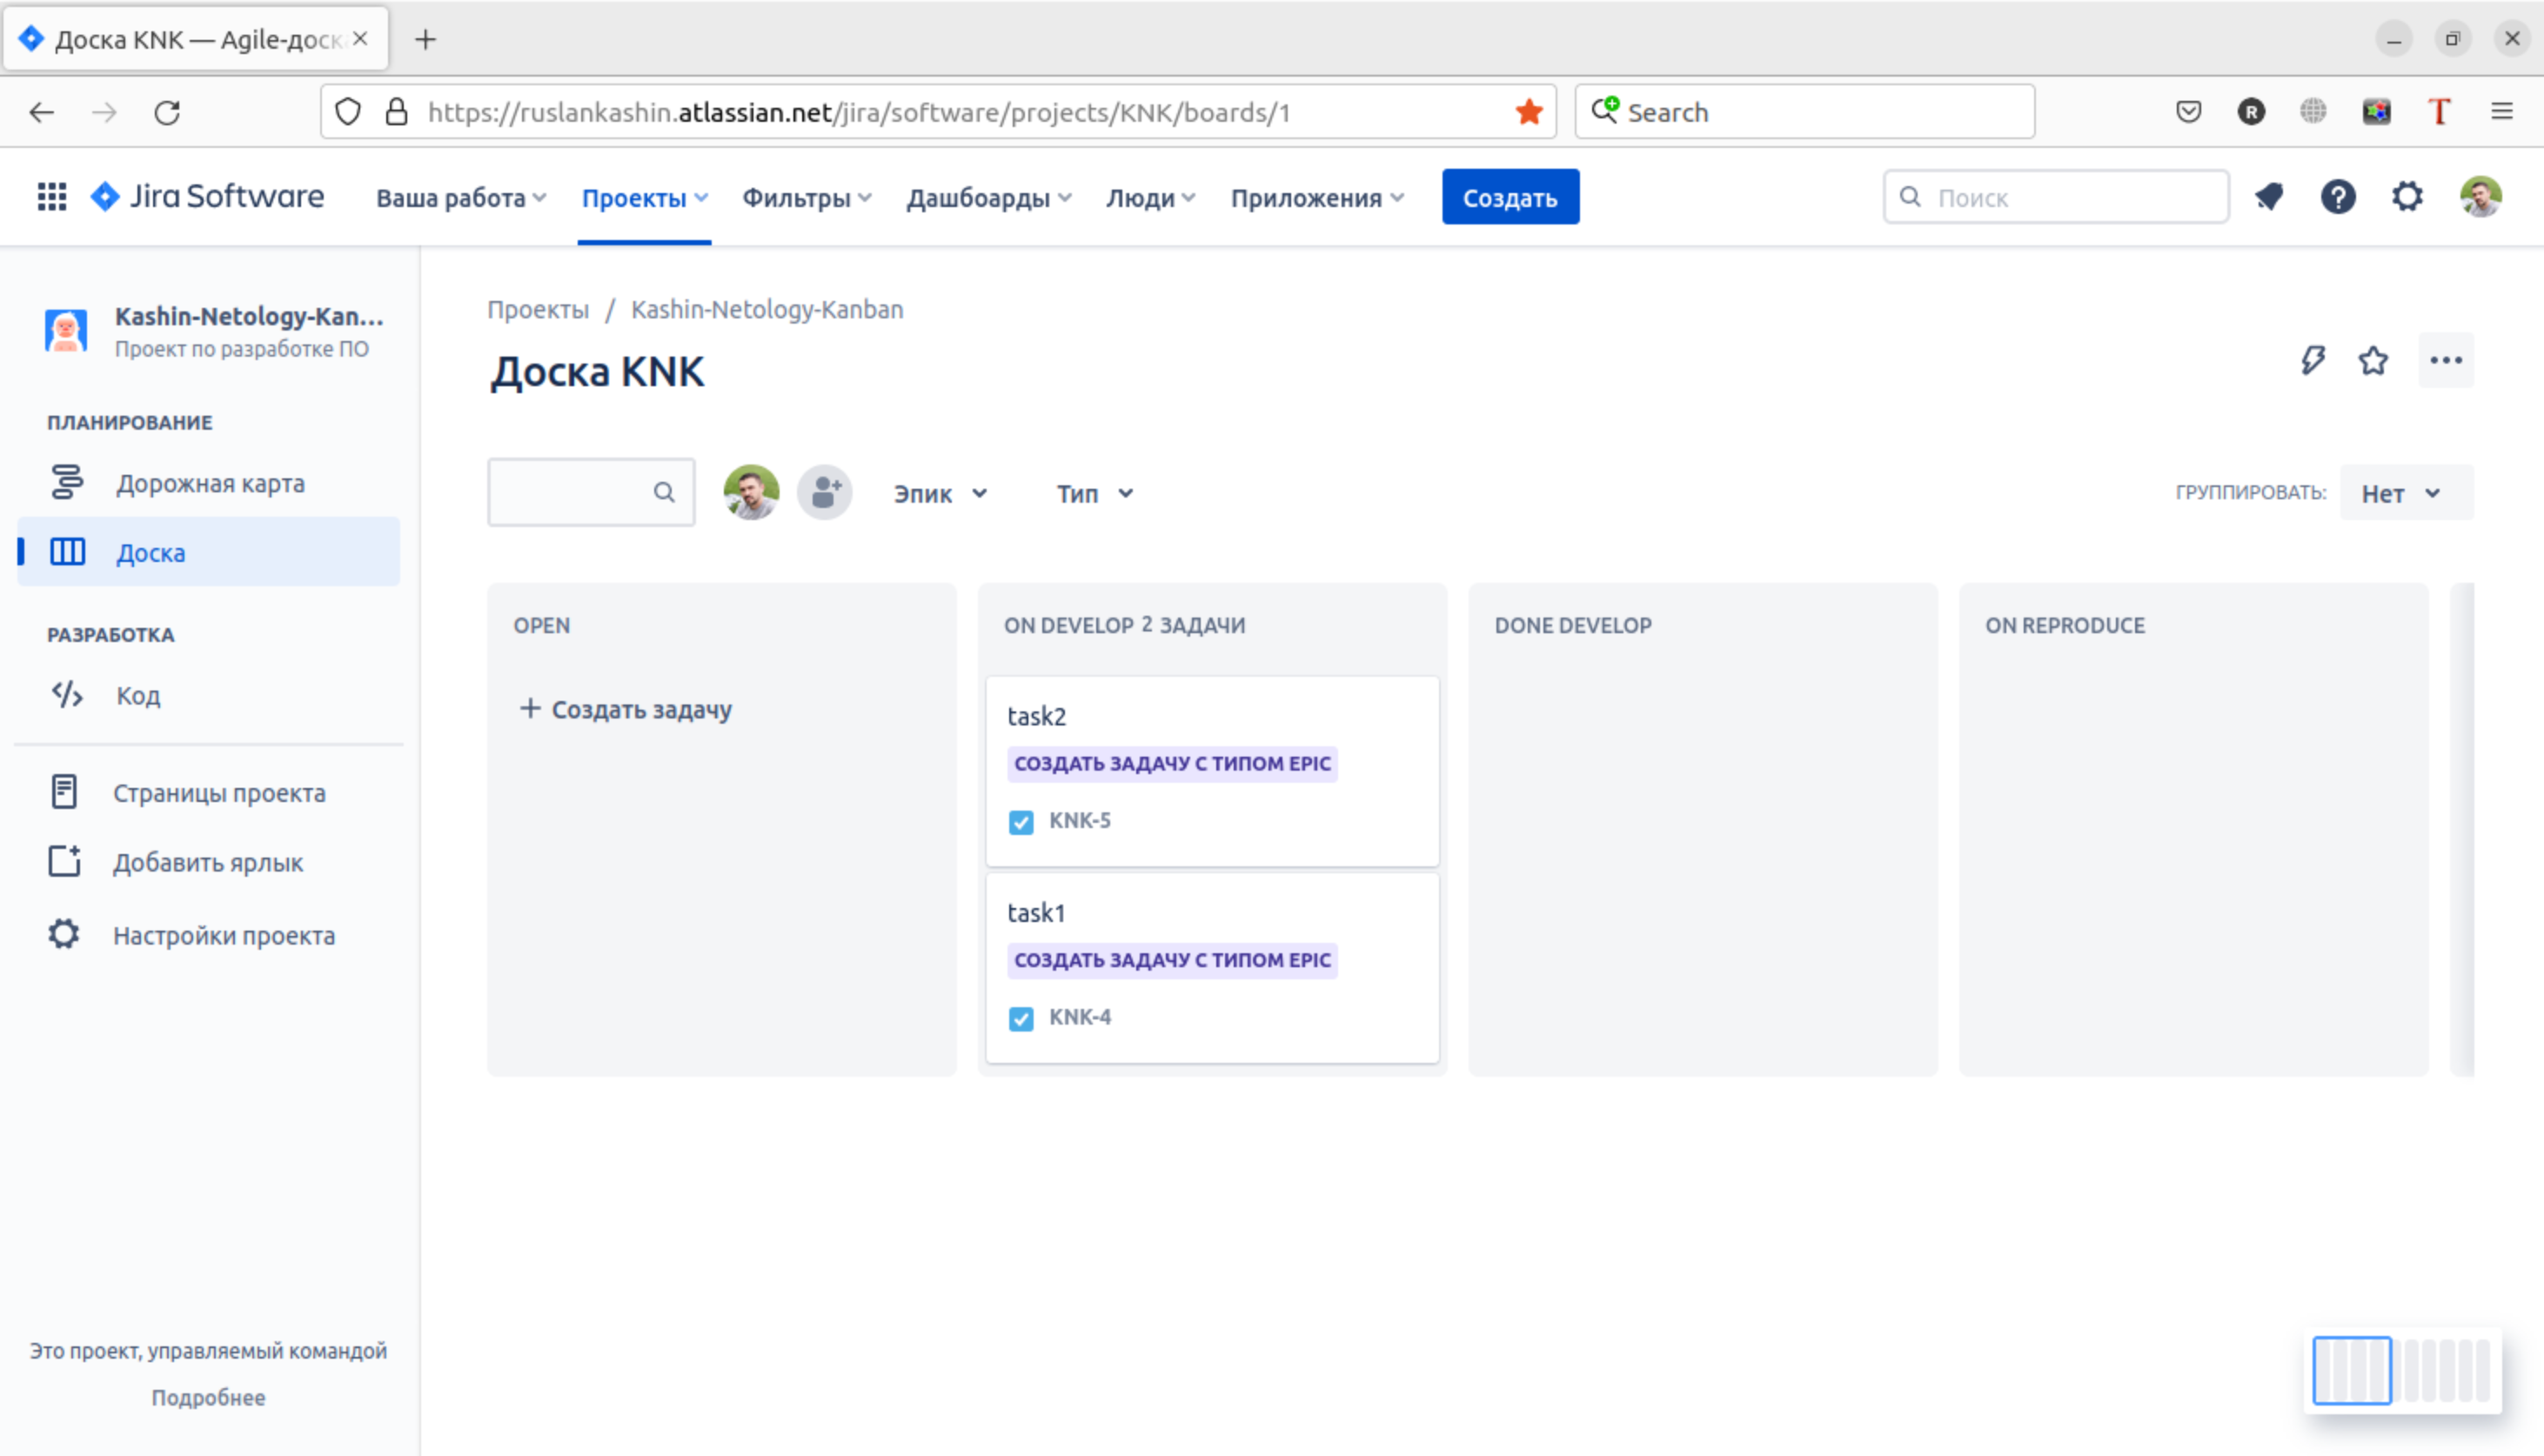 Доска KNK — Agile-доск
https://ruslankashin.atlassian.net/jira/software/projects/KNK/boards/1
Search
R
T
Jira Software
Ваша работа
Проекты
Фильтры
Дашбоарды
Люди
Приложения
Создать
Поиск
Kashin-Netology-Kan...
Проект по разработке ПО
ПЛАНИРОВАНИЕ
Дорожная карта
Доска
РАЗРАБОТКА
Код
Страницы проекта
Добавить ярлык
Настройки проекта
Это проект, управляемый командой
Подробнее
Проекты / Kashin-Netology-Kanban
Доска KNK
Эпик
Тип
ГРУППИРОВАТЬ:
Нет
OPEN
+ Создать задачу
ON DEVELOP 2 ЗАДАЧИ
task2
СОЗДАТЬ ЗАДАЧУ С ТИПОМ EPIC
KNK-5
task1
СОЗДАТЬ ЗАДАЧУ С ТИПОМ EPIC
KNK-4
DONE DEVELOP
ON REPRODUCE